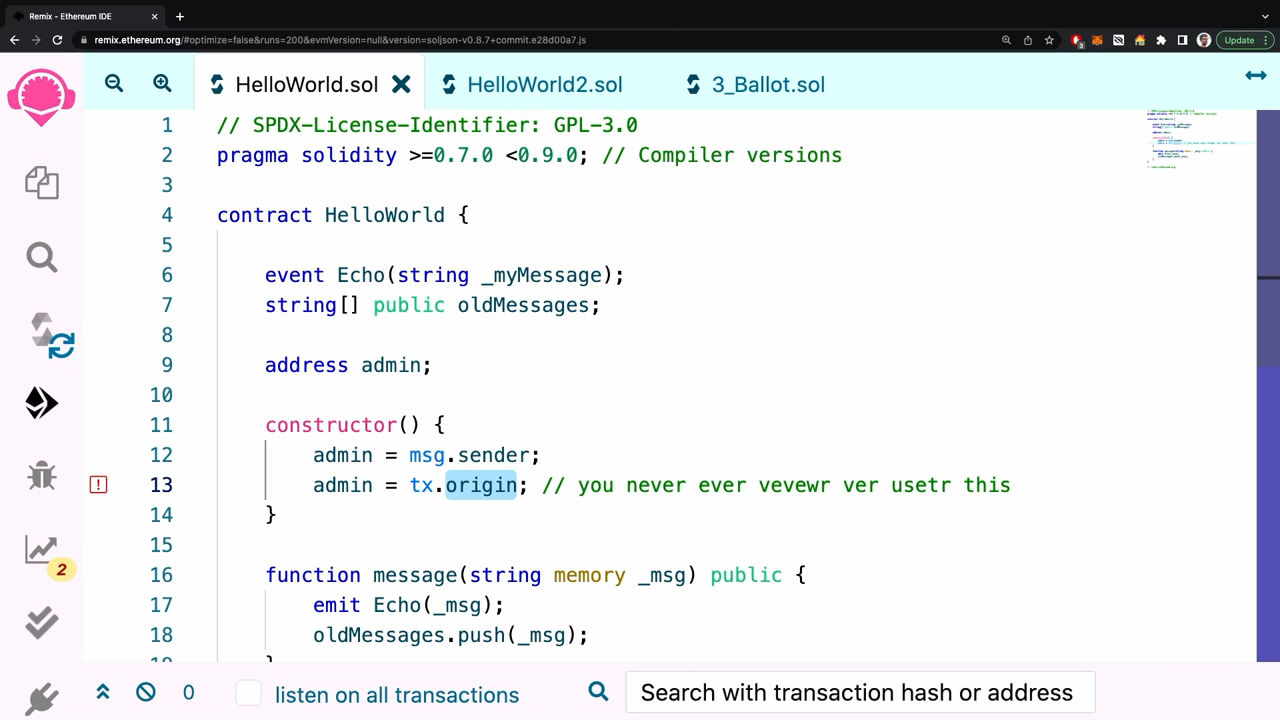 Remix - Ethereum IDE
remix.ethereum.org/#optimize=false&runs=200&evmVersion=null&version=soljson-v0.8.7+commit.e28d00a7.js
3
Update
HelloWorld.sol
HelloWorld2.sol
3_Ballot.sol
1 // SPDX-License-Identifier: GPL-3.0
2 pragma solidity >=0.7.0 <0.9.0; // Compiler versions
3
4 contract HelloWorld {
5
6 event Echo(string _myMessage);
7 string[] public oldMessages;
8
9 address admin;
10
11 constructor() {
12 admin = msg.sender;
13 admin = tx.origin; // you never ever vevewr ver usetr this
14 }
15
16 function message(string memory _msg) public {
17 emit Echo(_msg);
18 oldMessages.push(_msg);
19 }
2
0
listen on all transactions
Search with transaction hash or address